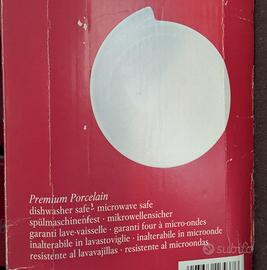 Premium Porcelain
dishwasher safe · microwave safe
spülmaschinenfest · mikrowellensicher
garanti lave-vaisselle · garanti four à micro-ondes
inalterabile in lavastoviglie · inalterabile in microonde
resistente al lavavajillas · resistente al microondas
subito